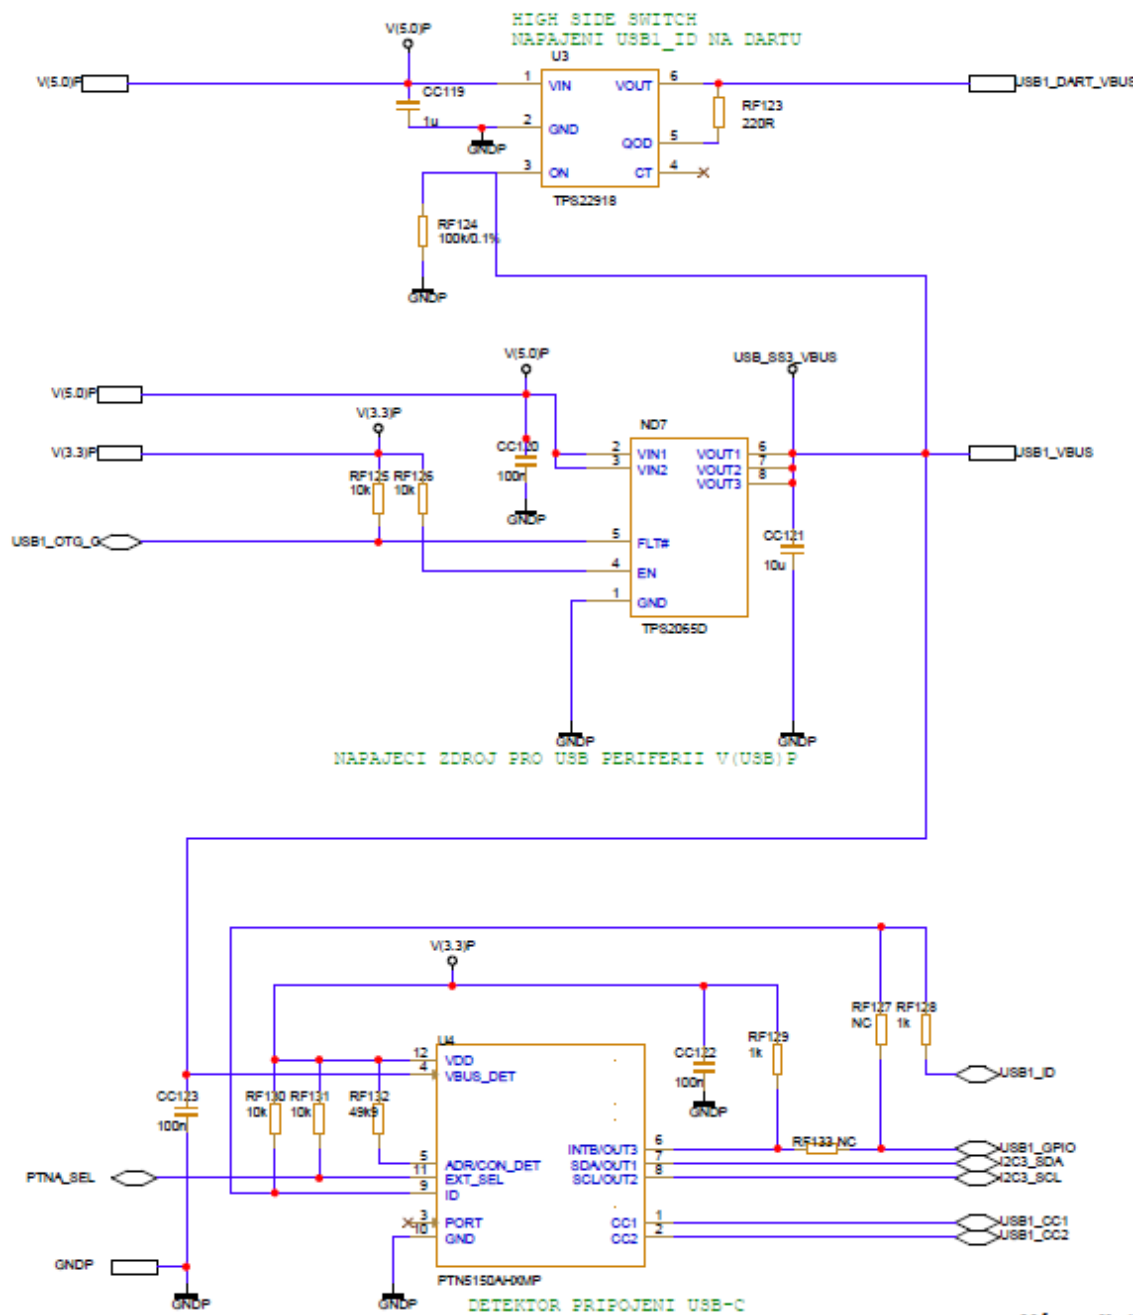 HIGH SIDE SWITCH
NAPAJENI USB1_ID NA DARTU
V(5.0)P
U3
V(5.0)P
CC119
1u
1
2
3
VIN
GND
ON
VOUT
QOD
CT
6
5
4
RF123
220R
USB1_DART_VBUS
GNDP
TPS22918
RF124
100k/0.1%
GNDP
V(5.0)P
USB_SS3_VBUS
V(5.0)P
V(3.3)P
V(3.3)P
ND7
CC120
100n
GNDP
RF125
10k
RF126
10k
2
3
5
4
1
VIN1
VIN2
FLT#
EN
GND
VOUT1
VOUT2
VOUT3
6
7
8
USB1_VBUS
USB1_OTG_
CC121
10u
TPS2065D
GNDP
GNDP
NAPAJECI ZDROJ PRO USB PERIFERII V(USB)P
V(3.3)P
RF127
NC
RF128
1k
RF129
1k
U4
CC122
100n
GNDP
12
4
VDD
VBUS_DET
USB1_ID
CC123
100n
RF130
10k
RF131
10k
RF132
49k9
PTNA_SEL
5
11
9
3
10
ADR/CON_DET
EXT_SEL
ID
PORT
GND
INTB/OUT3
SDA/OUT1
SCL/OUT2
CC1
CC2
6
7
8
1
2
RF133 NC
USB1_GPIO
I2C3_SDA
I2C3_SCL
USB1_CC1
USB1_CC2
GNDP
GNDP
GNDP
PTN5150AHXMP
DETEKTOR PRIPOJENI USB-C